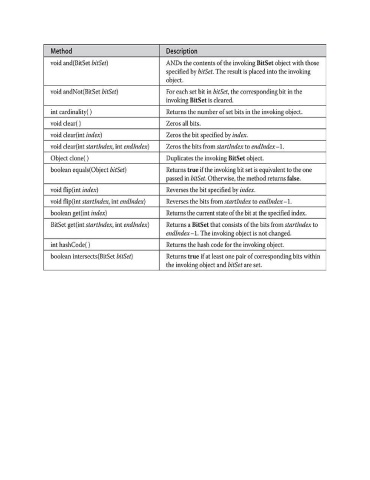 Method Description
void and(BitSet bitSet) ANDs the contents of the invoking BitSet object with those
specified by bitSet. The result is placed into the invoking
object.
void andNot(BitSet bitSet) For each set bit in bitSet, the corresponding bit in the
invoking BitSet is cleared.
int cardinality( ) Returns the number of set bits in the invoking object.
void clear( ) Zeros all bits.
void clear(int index) Zeros the bit specified by index.
void clear(int startIndex, int endIndex) Zeros the bits from startIndex to endIndex–1.
Object clone( ) Duplicates the invoking BitSet object.
boolean equals(Object bitSet) Returns true if the invoking bit set is equivalent to the one
passed in bitSet. Otherwise, the method returns false.
void flip(int index) Reverses the bit specified by index.
void flip(int startIndex, int endIndex) Reverses the bits from startIndex to endIndex–1.
boolean get(int index) Returns the current state of the bit at the specified index.
BitSet get(int startIndex, int endIndex) Returns a BitSet that consists of the bits from startIndex to
endIndex–1. The invoking object is not changed.
int hashCode( ) Returns the hash code for the invoking object.
boolean intersects(BitSet bitSet) Returns true if at least one pair of corresponding bits within
the invoking object and bitSet are set.